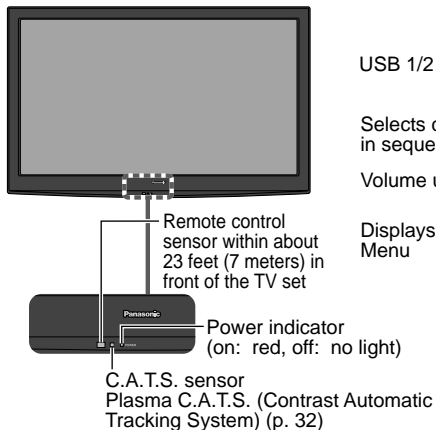 USB 1/2
Selects
in seque
Volume
Displays
Menu
Remote control
sensor within about
23 feet (7 meters) in
front of the TV set
Panasonic
POWER
Power indicator
(on: red, off: no light)
C.A.T.S. sensor
Plasma C.A.T.S. (Contrast Automatic
Tracking System) (p. 32)